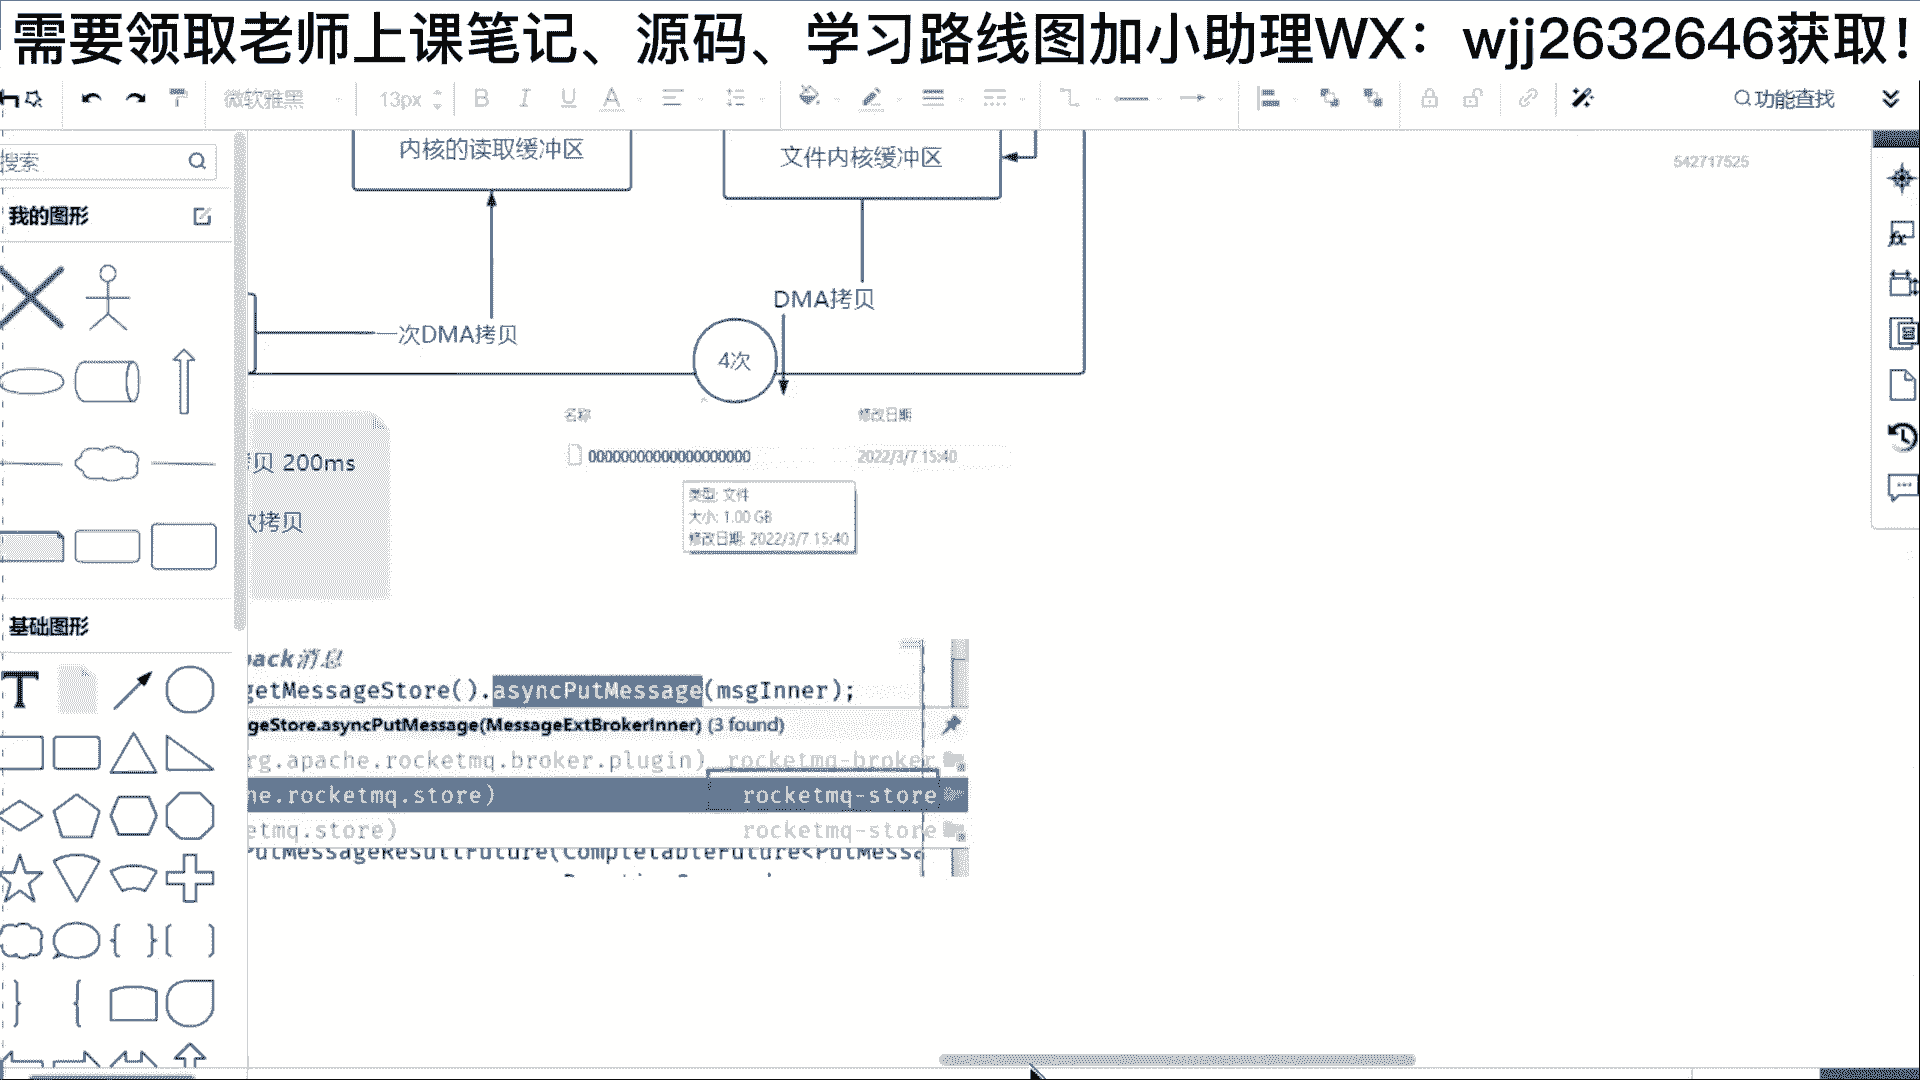 需要领取老师上课笔记、源码、学习路线图加小助理WX：wjj2632646获取！
微软雅黑 13px B I U A 功能查找
搜索
内核的读取缓冲区
文件内核缓冲区
542717525
我的图形
DMA拷贝
一次DMA拷贝
4次
名称 修改日期
00000000000000000000 2022/3/7 15:40
贝 200ms
类型: 文件
大小: 1.00 GB
修改日期: 2022/3/7 15:40
拷贝
基础图形
ack消息
getMessageStore().asyncPutMessage(msgInner);
geStore.asyncPutMessage(MessageExtBrokerInner) (3 found)
rg.apache.rocketmq.broker.plugin) rocketmq-broker
he.rocketmq.store) rocketmq-store
etmq.store) rocketmq-store
PutMessageResultFuture(CompletableFuture<PutMessa
T